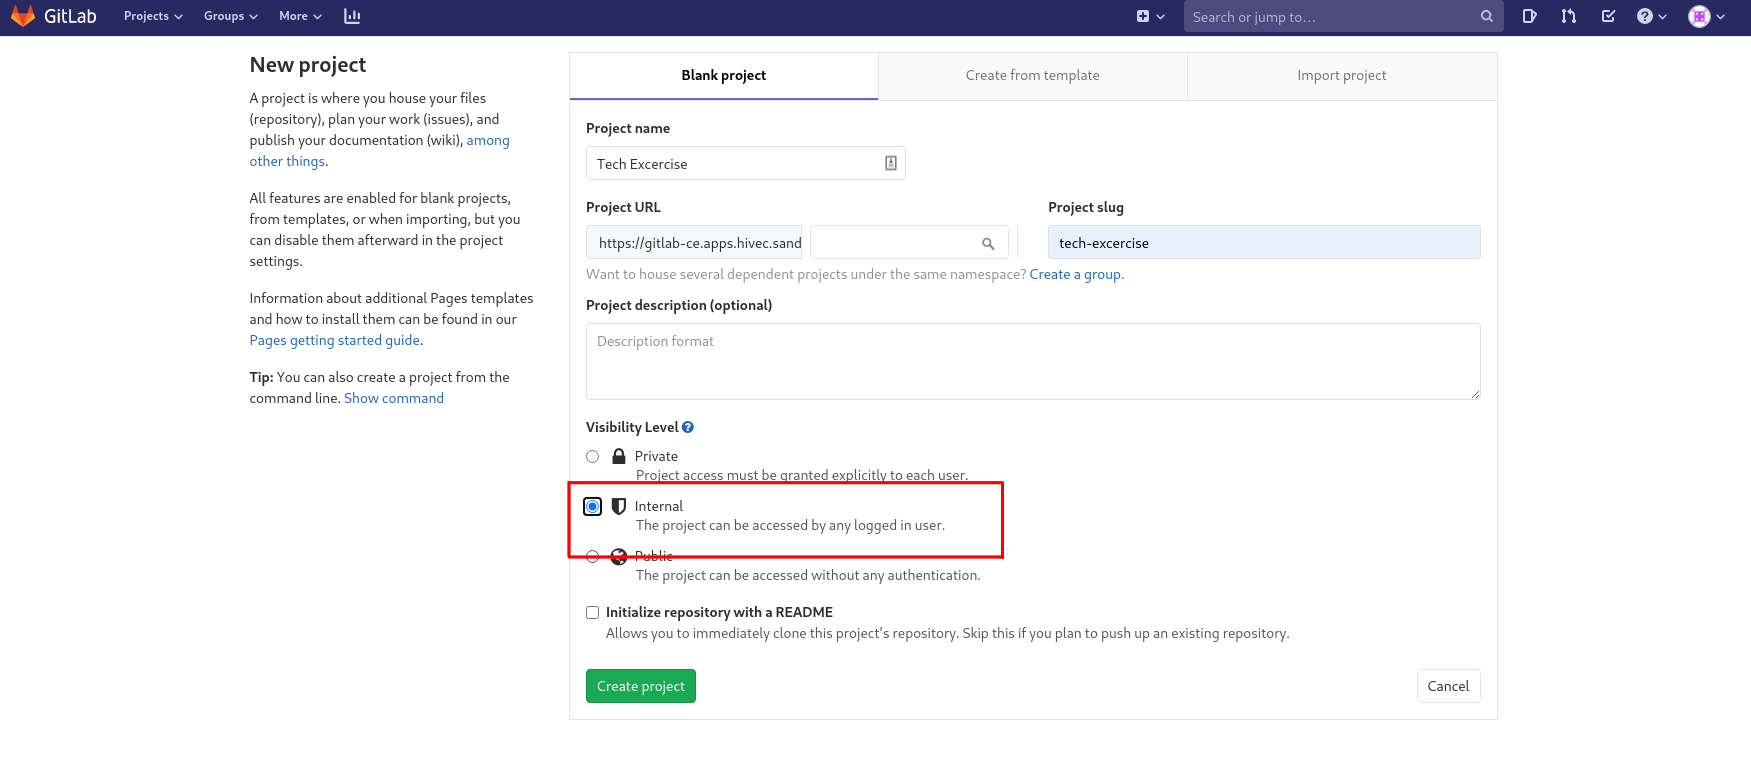 GitLab Projects Groups More Search or jump to...
New project
A project is where you house your files
(repository), plan your work (issues), and
publish your documentation (wiki), among
other things.
All features are enabled for blank projects,
from templates, or when importing, but you
can disable them afterward in the project
settings.
Information about additional Pages templates
and how to install them can be found in our
Pages getting started guide.
Tip: You can also create a project from the
command line. Show command
Blank project Create from template Import project
Project name
Tech Excercise
Project URL Project slug
https://gitlab-ce.apps.hivec.sand tech-excercise
Want to house several dependent projects under the same namespace? Create a group.
Project description (optional)
Description format
Visibility Level ?
Private
Project access must be granted explicitly to each user.
Internal
The project can be accessed by any logged in user.
Public
The project can be accessed without any authentication.
Initialize repository with a README
Allows you to immediately clone this project's repository. Skip this if you plan to push up an existing repository.
Create project Cancel